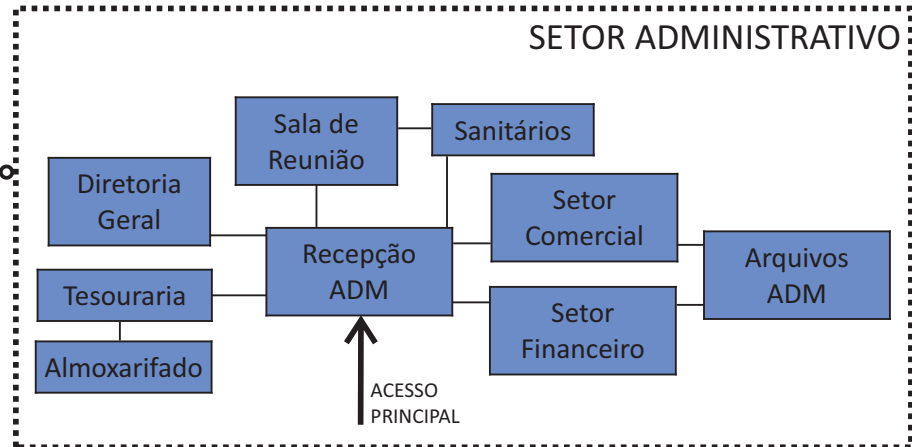 SETOR ADMINISTRATIVO
Sala de
Reunião
Sanitários
Diretoria
Geral
Setor
Comercial
Recepção
ADM
Arquivos
ADM
Tesouraria
Setor
Financeiro
Almoxarifado
ACESSO
PRINCIPAL